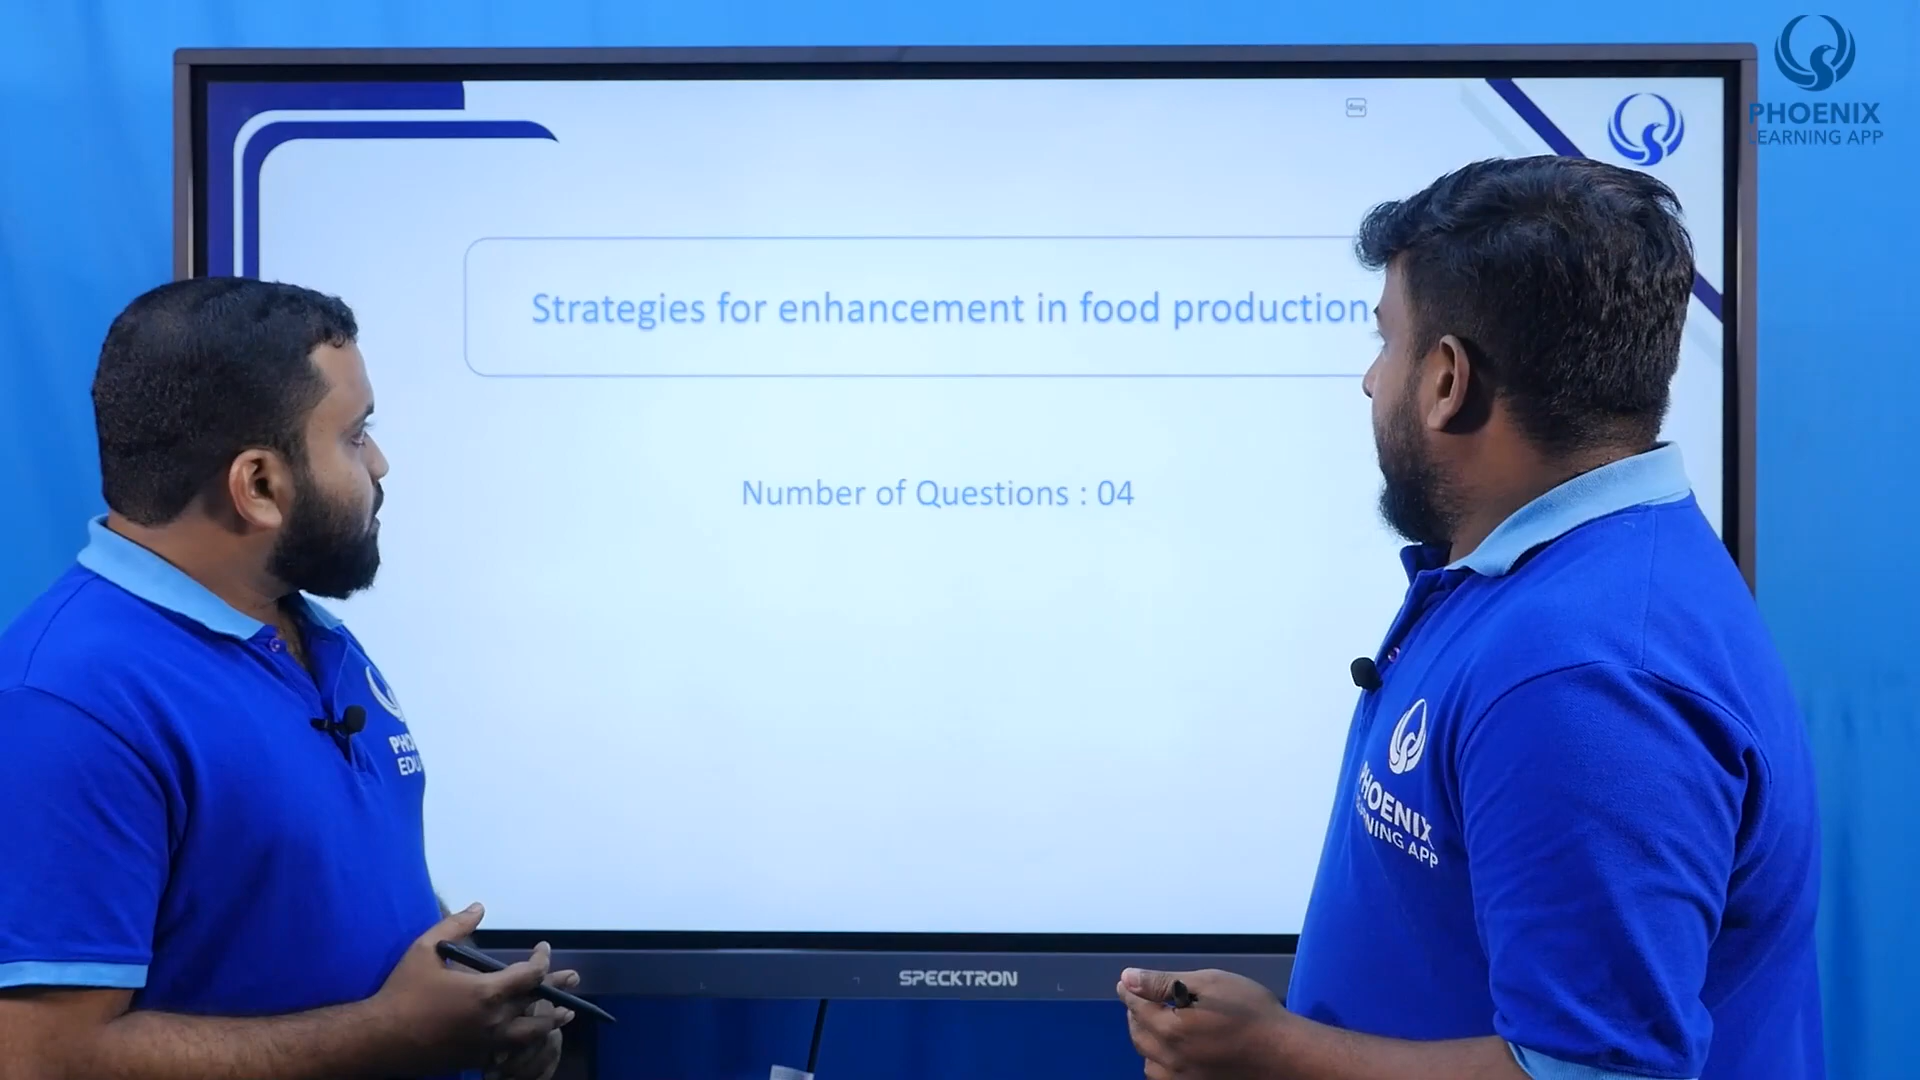 PHOENIX
LEARNING APP
Strategies for enhancement in food production
Number of Questions : 04
PHOENIX
LEARNING APP
SPECKTRON